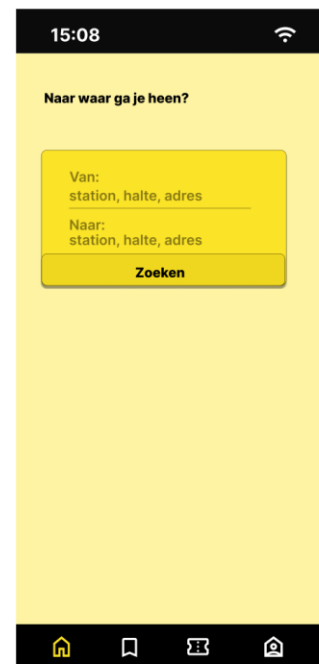 15:08
Naar waar ga je heen?
Van:
station, halte, adres
Naar:
station, halte, adres
Zoeken